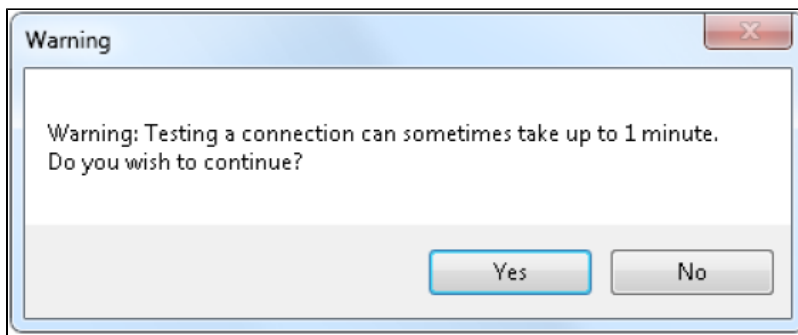 Warning
Warning: Testing a connection can sometimes take up to 1 minute.
Do you wish to continue?
Yes No